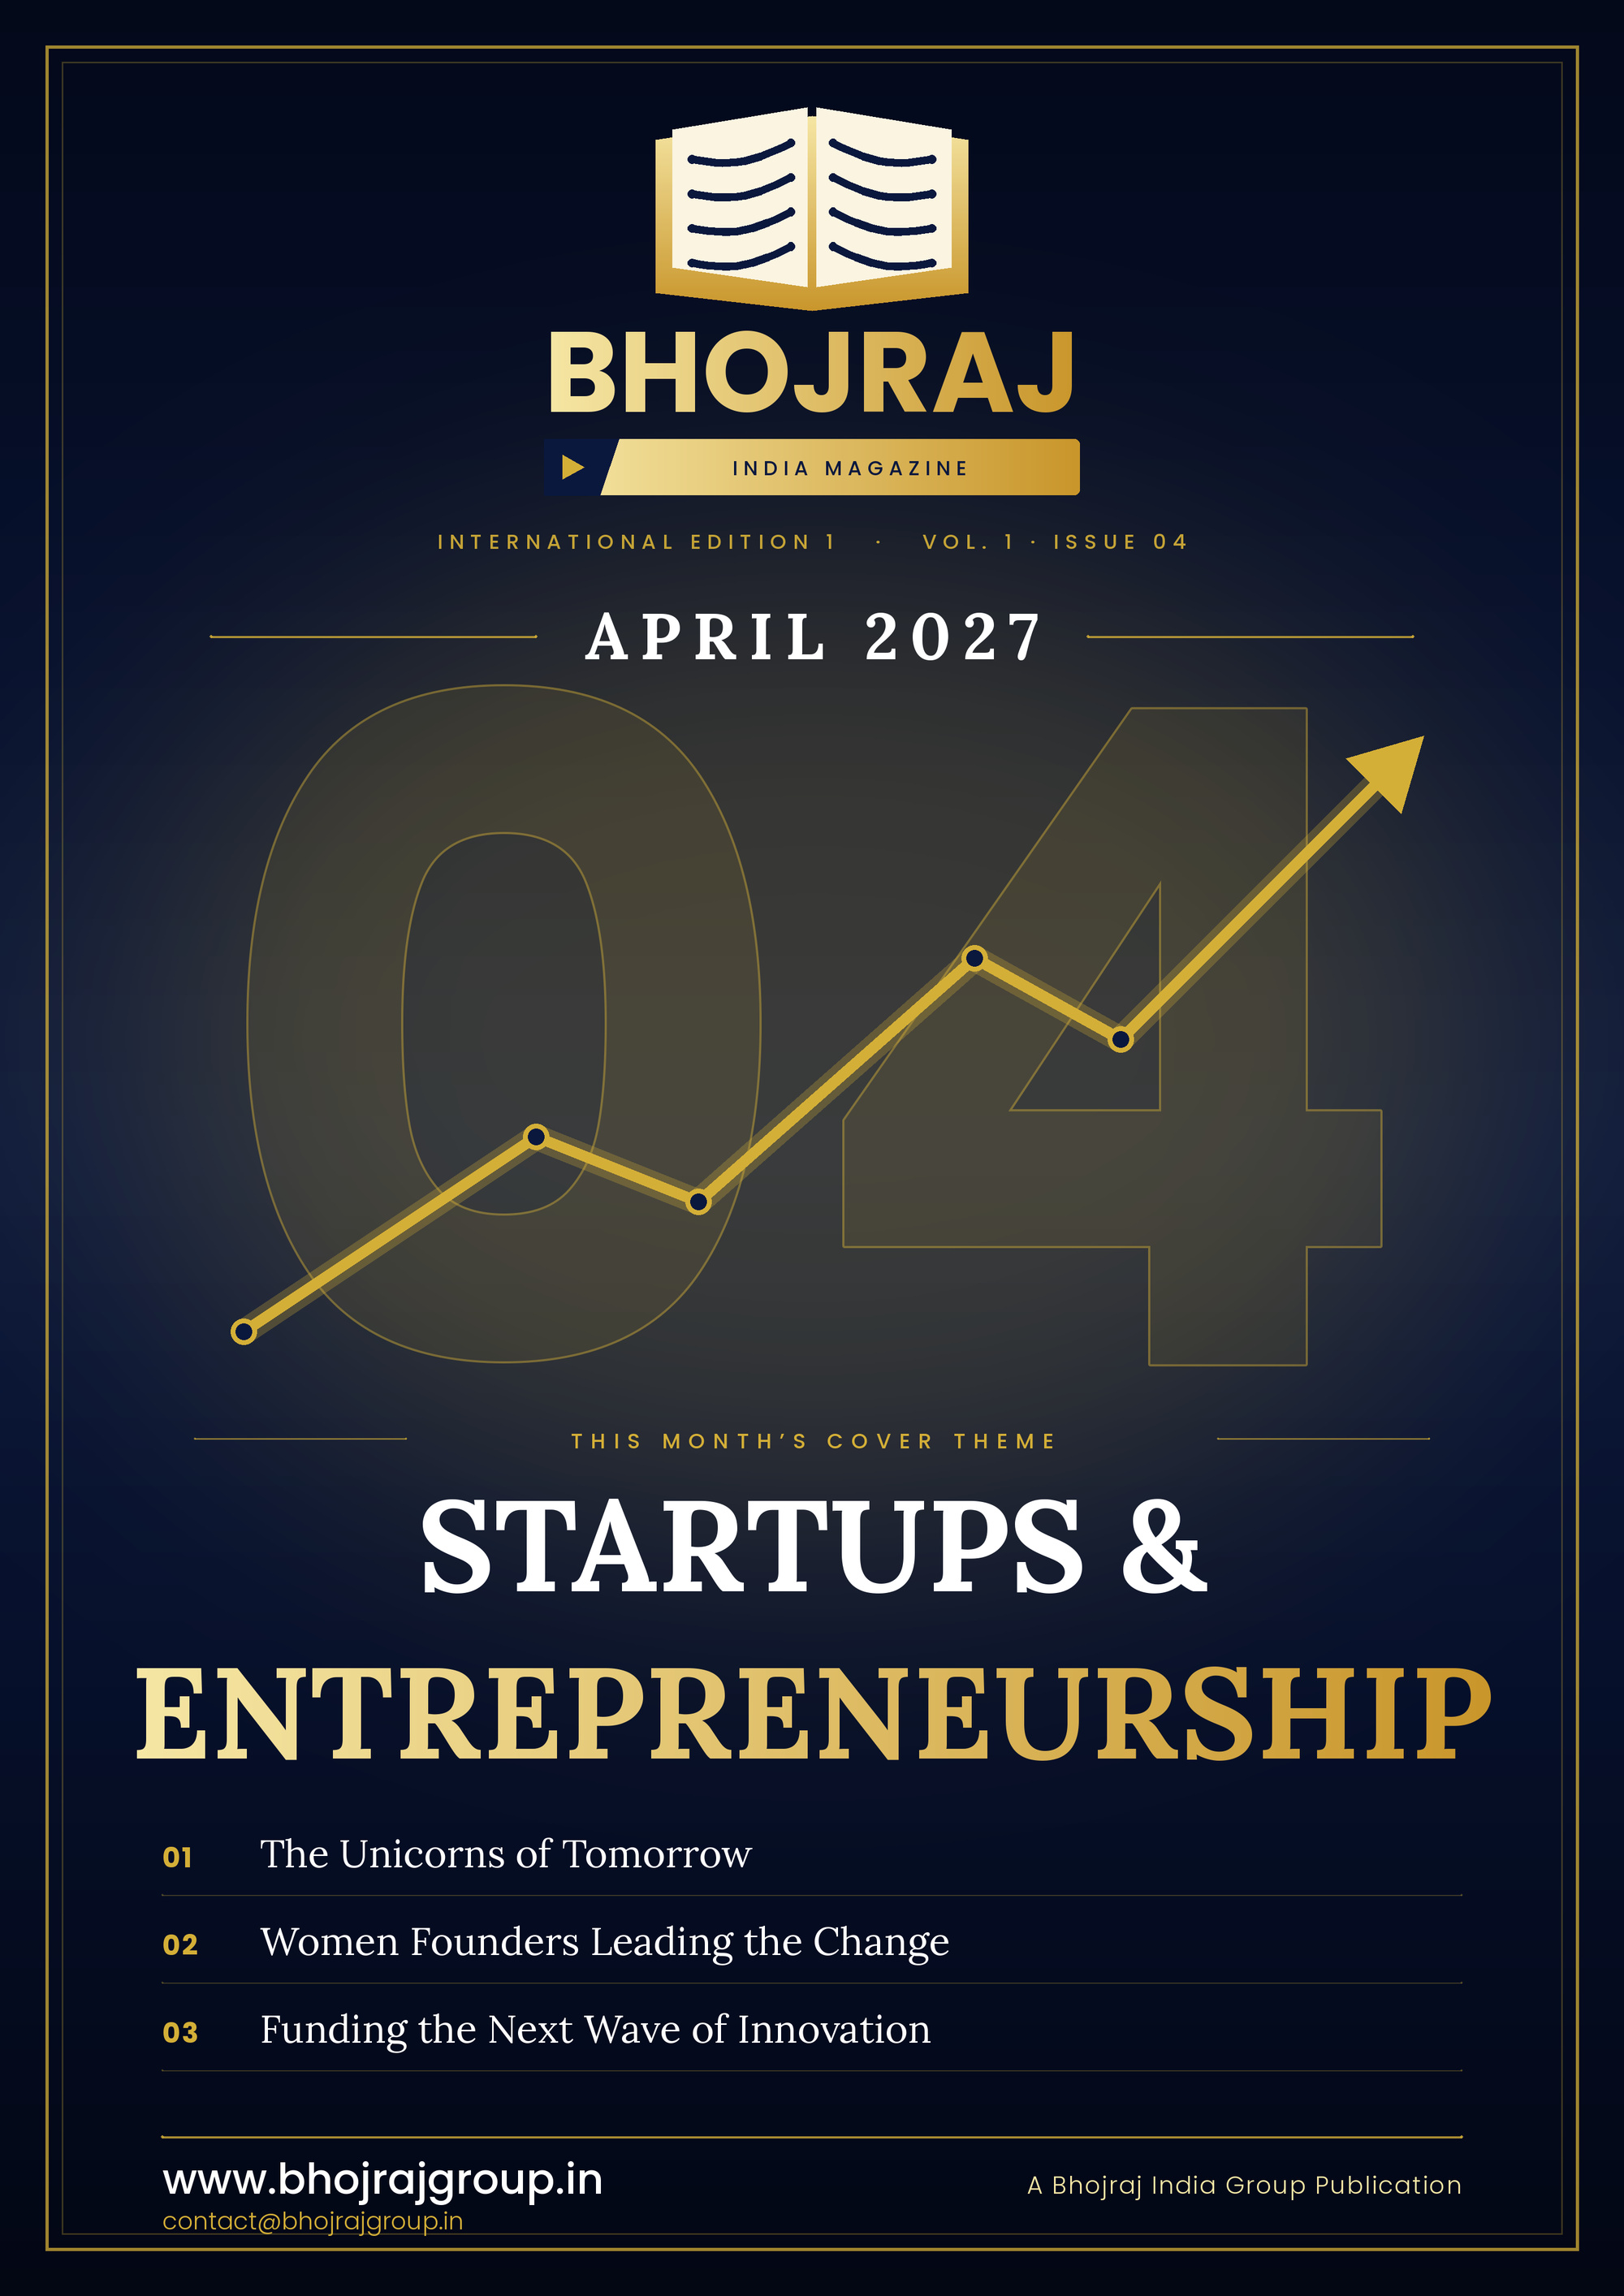 BHOJRAJ
INDIA MAGAZINE
INTERNATIONAL EDITION 1 · VOL. 1 · ISSUE 04
APRIL 2027
04
THIS MONTH’S COVER THEME
STARTUPS &
ENTREPRENEURSHIP
01 The Unicorns of Tomorrow
02 Women Founders Leading the Change
03 Funding the Next Wave of Innovation
www.bhojrajgroup.in
A Bhojraj India Group Publication
contact@bhojrajgroup.in